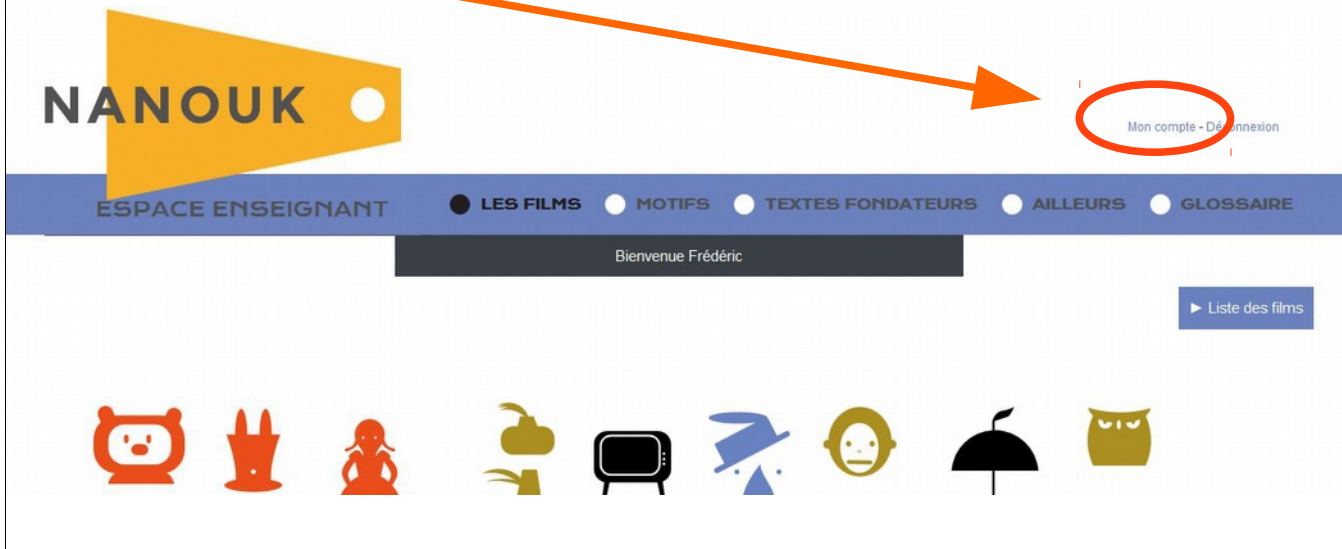 NANOUK
Mon compte - Déconnexion
ESPACE ENSEIGNANT
LES FILMS
MOTIFS
TEXTES FONDATEURS
AILLEURS
GLOSSAIRE
Bienvenue Frédéric
► Liste des films